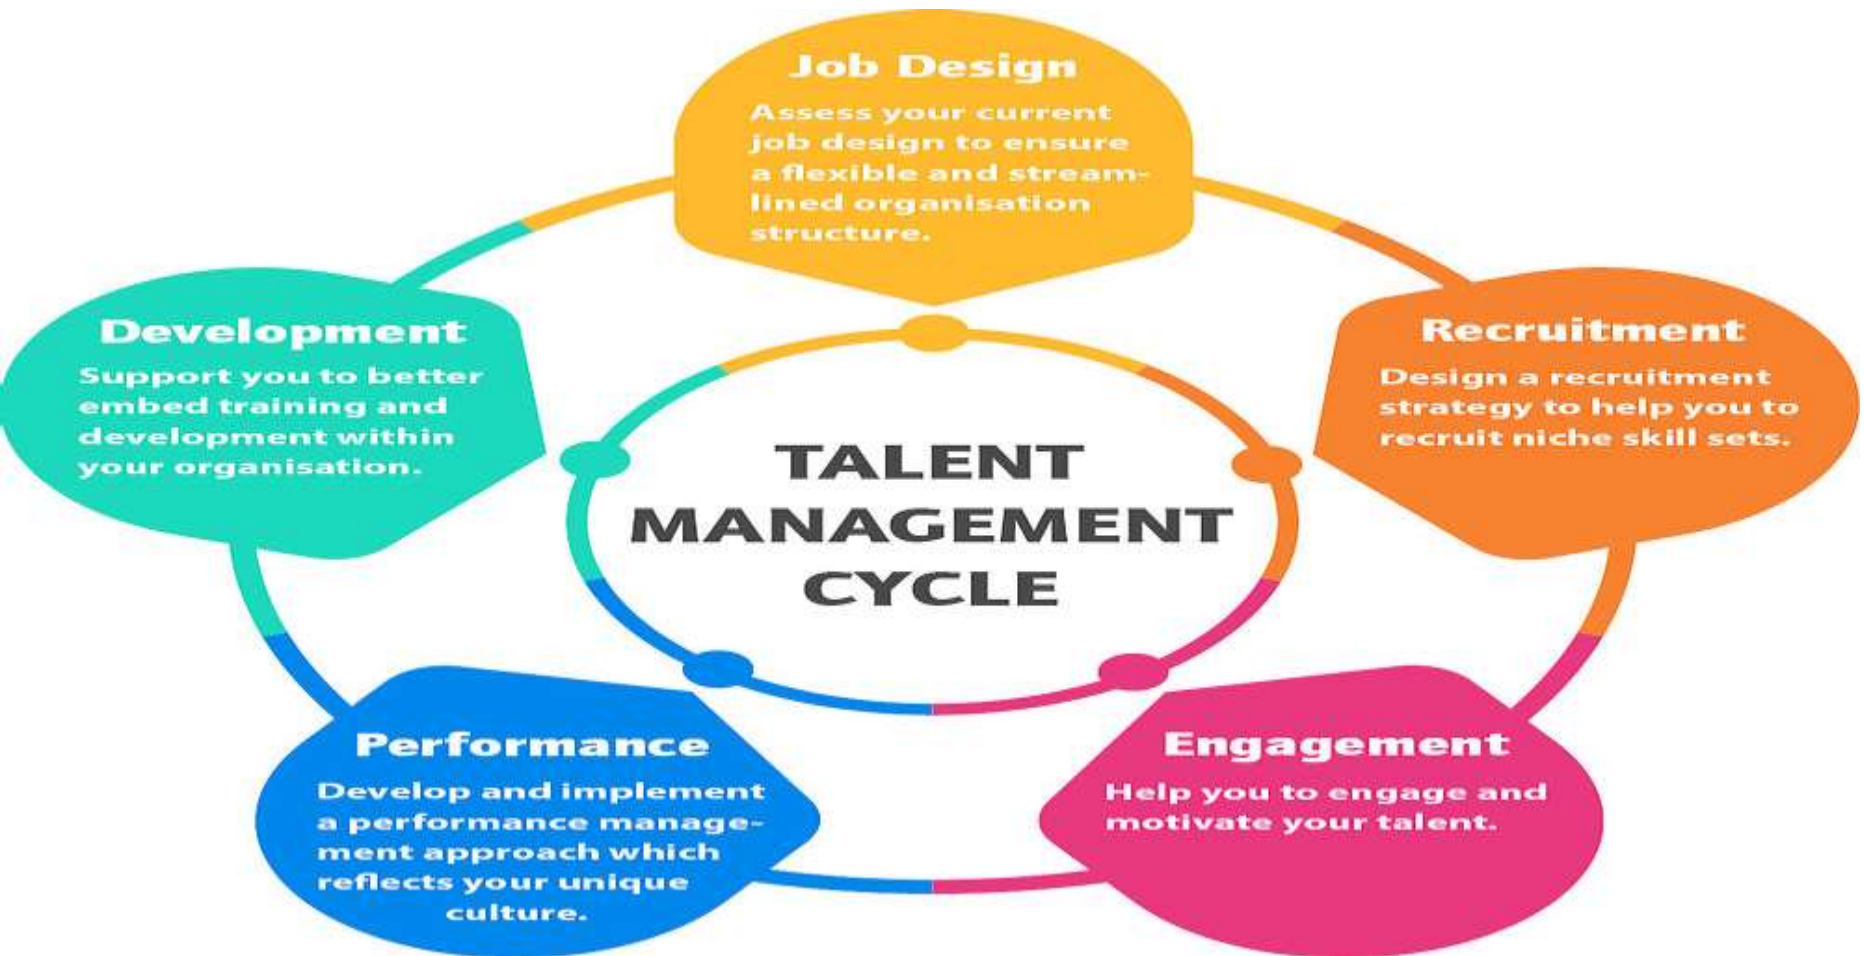 Job Design
Assess your current
job design to ensure
a flexible and stream-
lined organisation
structure.
Development
Support you to better
embed training and
development within
your organisation.
Recruitment
Design a recruitment
strategy to help you to
recruit niche skill sets.
TALENT
MANAGEMENT
CYCLE
Performance
Develop and implement
a performance manage-
ment approach which
reflects your unique
culture.
Engagement
Help you to engage and
motivate your talent.